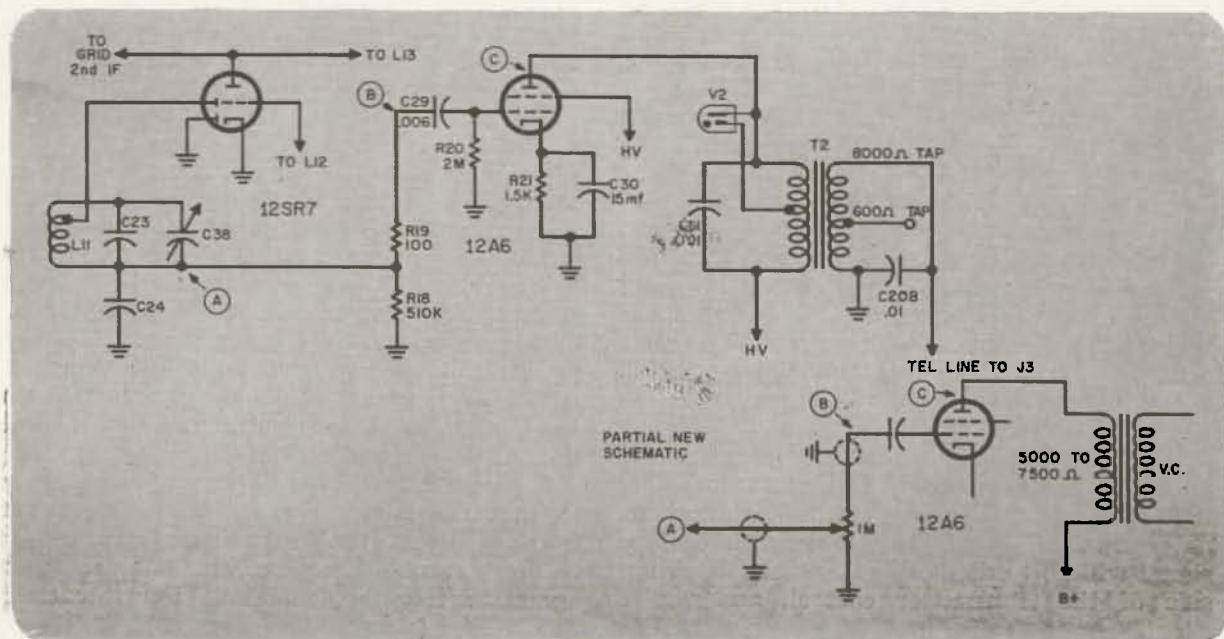 TO
GRID
2nd IF
TO L13
12SR7
TO L12
L11
C23
C38
A
C24
B
C29
.006
R20
2M
R19
100
R18
510K
C
12A6
HV
R21
1.5K
C30
15mf
V2
T2
.001
HV
8000Ω TAP
600Ω TAP
C20B
.01
TEL LINE TO J3
PARTIAL NEW
SCHEMATIC
A
B
1M
C
12A6
5000 TO
7500Ω
V.C.
B+